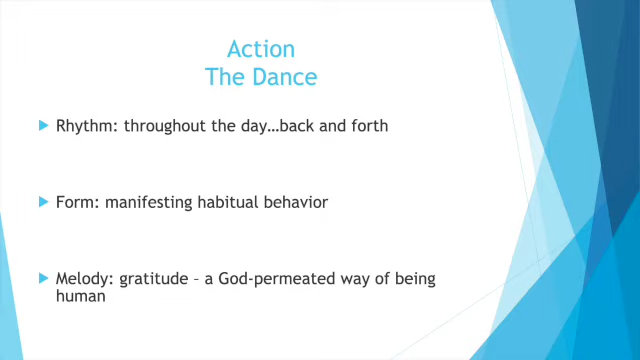 Action
The Dance
Rhythm: throughout the day…back and forth
Form: manifesting habitual behavior
Melody: gratitude – a God-permeated way of being
human